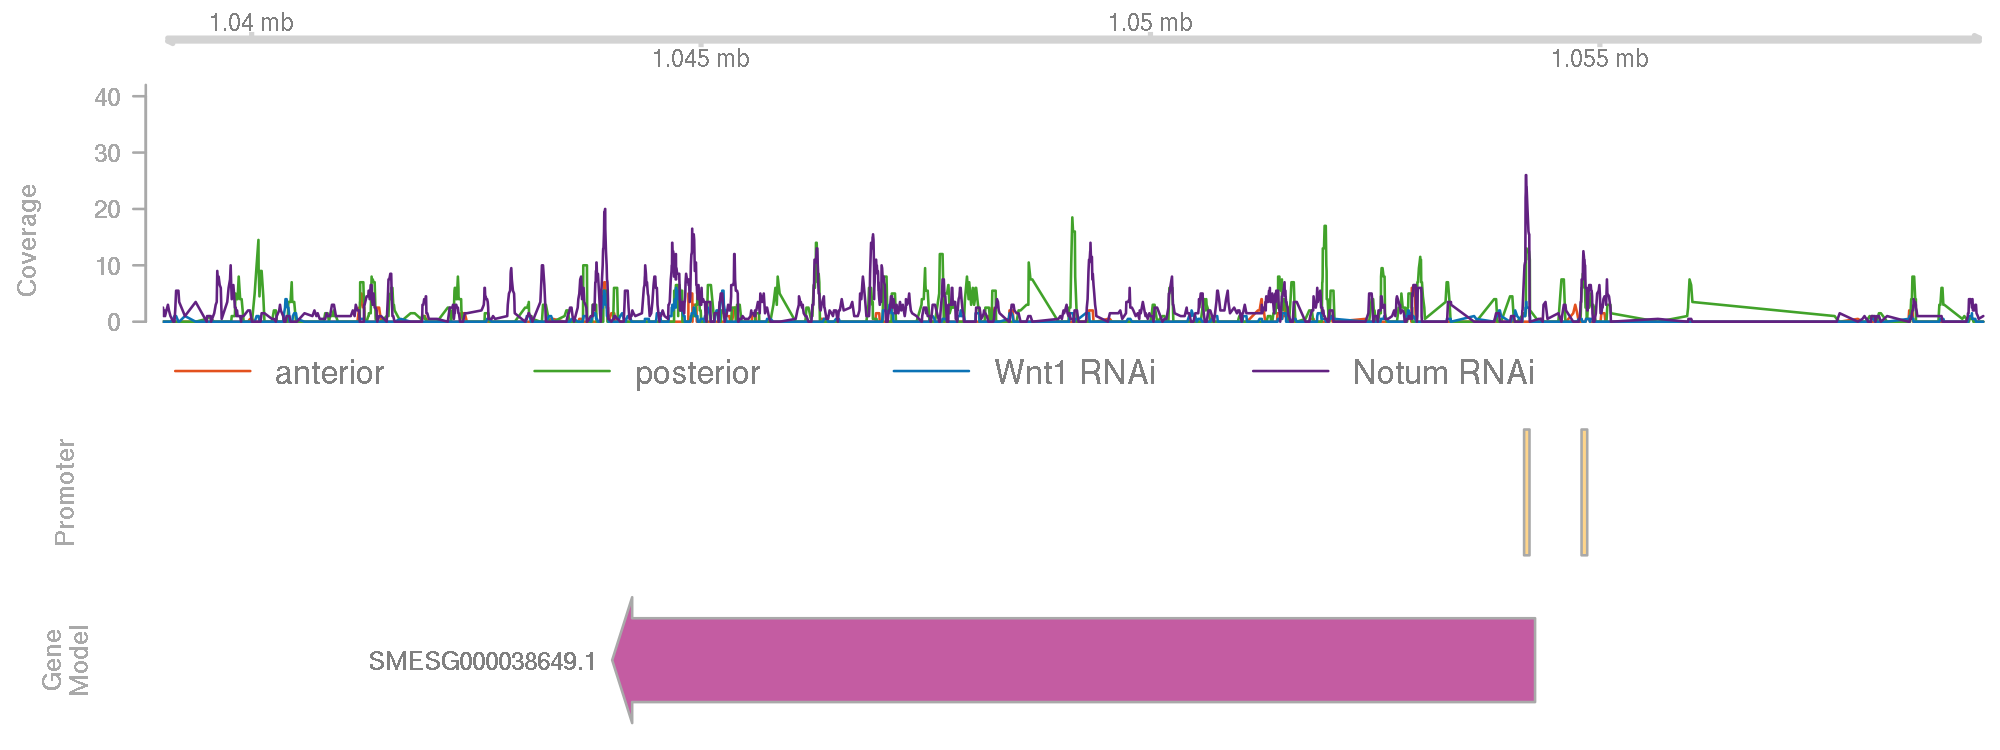 1.04 mb
1.05 mb
1.045 mb
1.055 mb
Coverage
40
30
20
10
0
anterior
posterior
Wnt1 RNAi
Notum RNAi
Promoter
Gene
Model
SMESG000038649.1